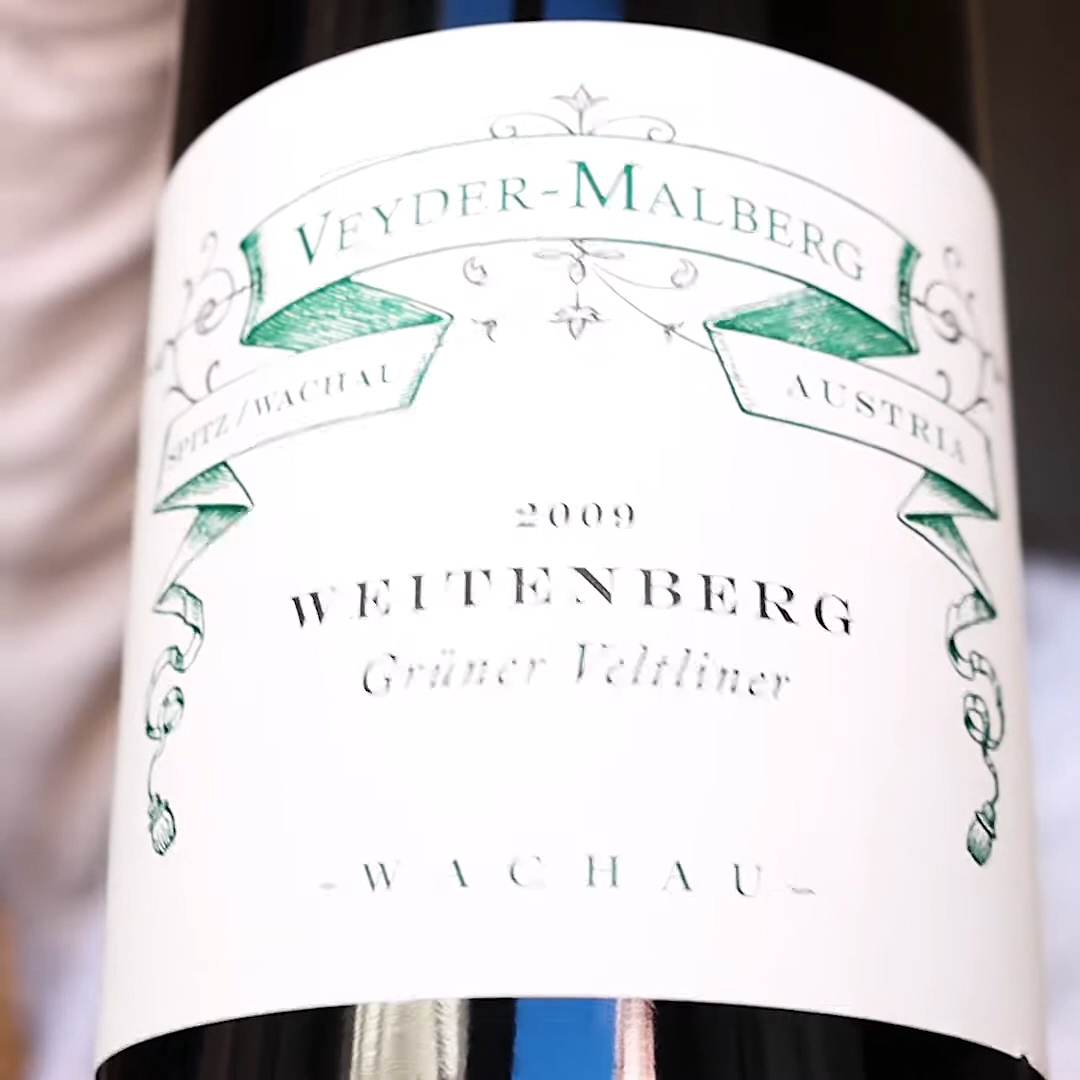 VEYDER-MALBERG
SPITZ / WACHAU
AUSTRIA
2009
WEITENBERG
Grüner Veltliner
- WACHAU -